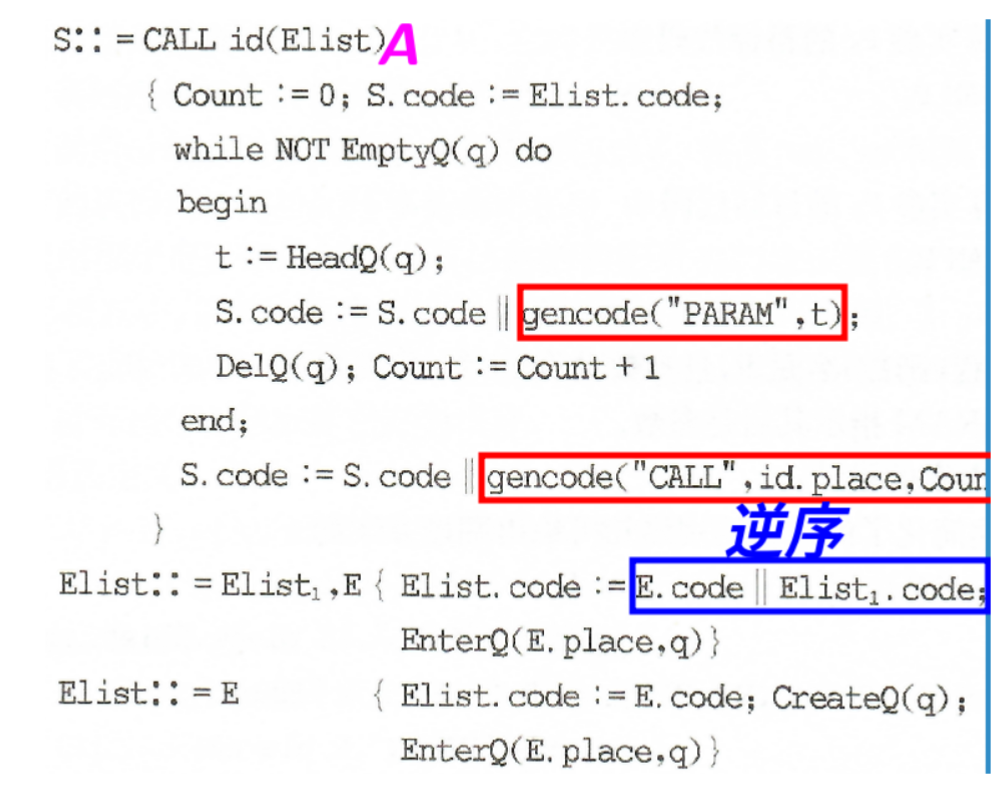 S::=CALL id(Elist)A
{ Count := 0; S.code := Elist.code;
while NOT EmptyQ(q) do
begin
t := HeadQ(q);
S.code := S.code || gencode("PARAM",t);
DelQ(q); Count := Count + 1
end;
S.code := S.code || gencode("CALL",id.place,Coun
}
逆序
Elist::=Elist₁,E { Elist.code := E.code || Elist₁.code;
EnterQ(E.place,q)}
Elist::=E { Elist.code := E.code; CreateQ(q);
EnterQ(E.place,q)}